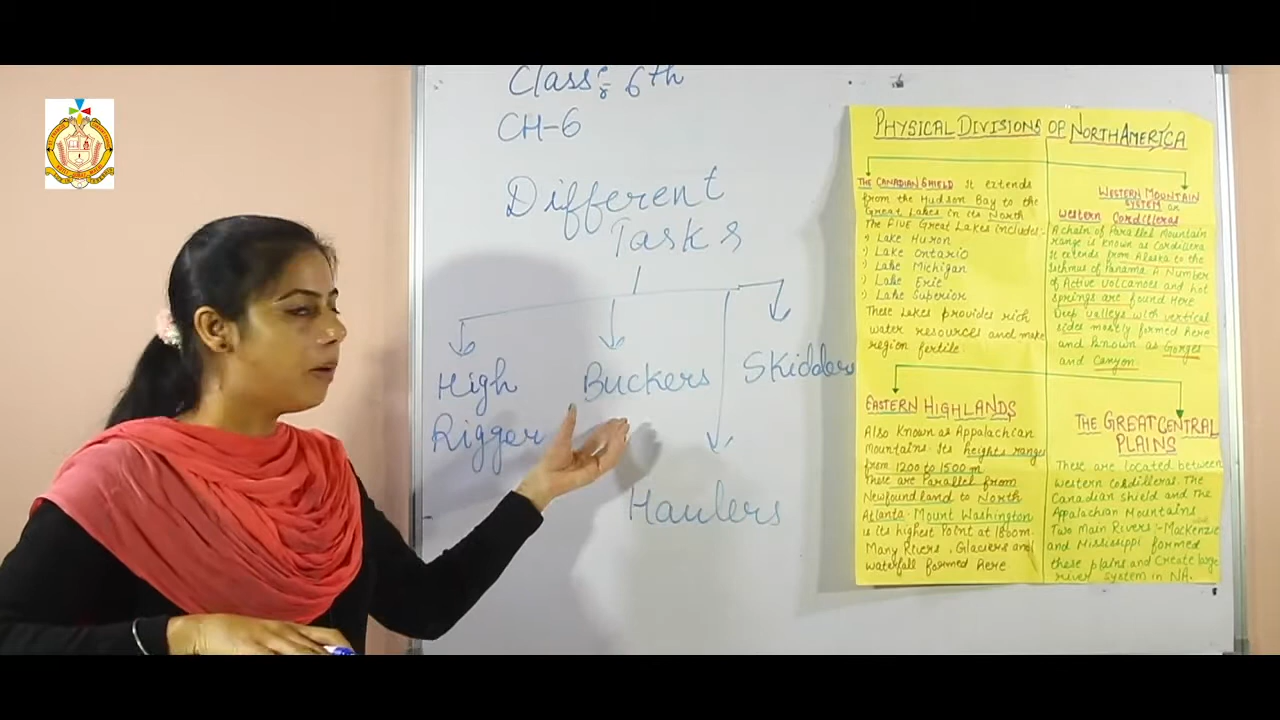 Class: 6th
CH-6
Different
Tasks
High
Rigger
Buckers
Haulers
Skidders
PHYSICAL DIVISIONS OF NORTH AMERICA
THE CANADIAN SHIELD It extends
from the Hudson Bay to the
Great Lakes in its North
The FIVE Great Lakes includes:-
Lake Huron
Lake Ontario
Lake Michigan
Lake Erie
Lake Superior
These Lakes provides rich
water resources and make
region fertile.
WESTERN MOUNTAIN
SYSTEM or
Western Cordilleras
A chain of Parallel Mountain
range is known as Cordillera
It extends from Alaska to the
Isthmus of Panama. A Number
of Active volcanoes and hot
springs are found Here
Deep valleys with vertical
sides mostly formed here
and known as Gorges
and Canyon.
EASTERN HIGHLANDS
Also known as Appalachian
Mountains. Its heights ranges
from 1200 to 1500 m
These are Parallel from
Newfoundland to North
Atlanta. Mount Washington
is its highest Point at 1800m.
Many Rivers, Glaciers and
waterfall formed here.
THE GREAT CENTRAL
PLAINS
These are located between
western cordilleras. The
Canadian shield and the
Appalachian Mountains
Two Main Rivers:- Mackenzie
and Mississippi formed
these plains and create large
river system in NA.